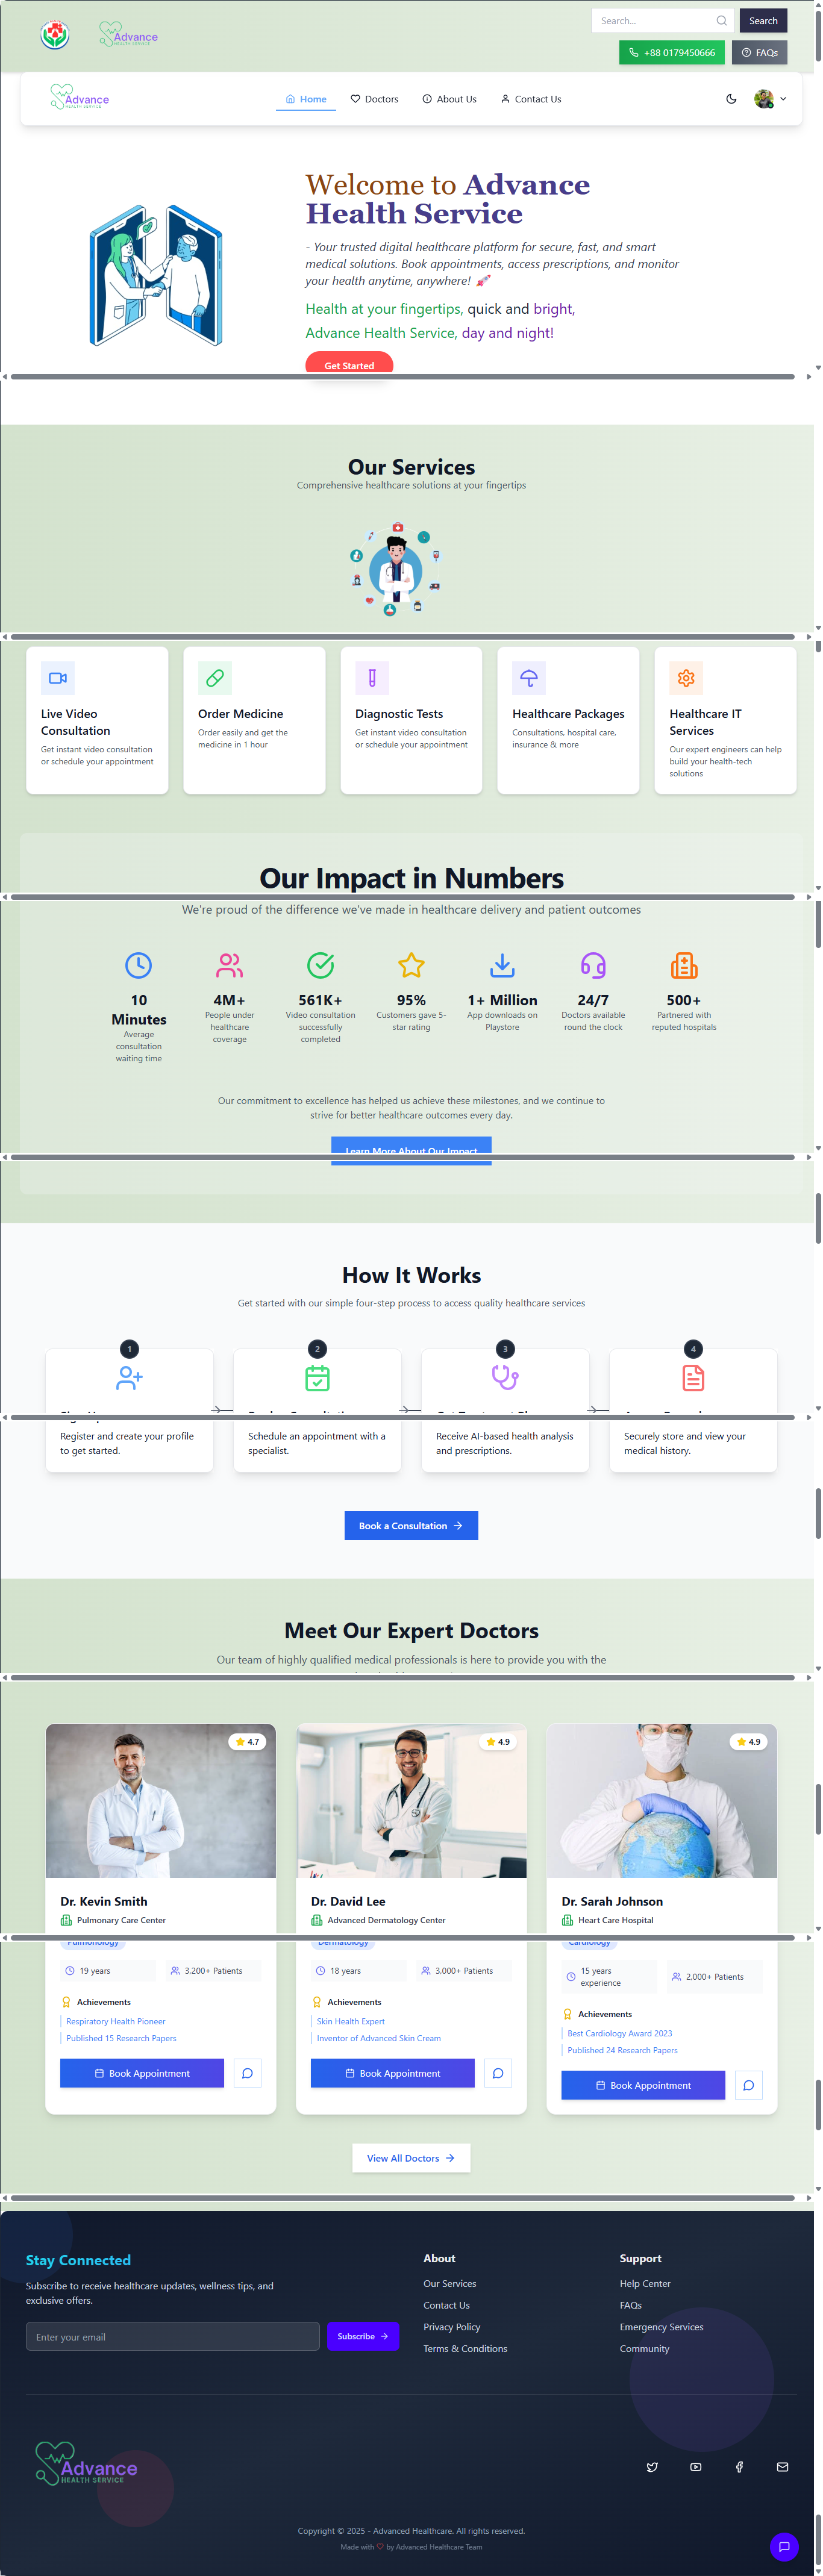 Advance
HEALTH SERVICE
Search...
Search
+88 0179450666
FAQs
Advance
HEALTH SERVICE
Home
Doctors
About Us
Contact Us
Welcome to Advance
Health Service
- Your trusted digital healthcare platform for secure, fast, and smart
medical solutions. Book appointments, access prescriptions, and monitor
your health anytime, anywhere! 🚀
Health at your fingertips, quick and bright,
Advance Health Service, day and night!
Get Started
Our Services
Comprehensive healthcare solutions at your fingertips
Live Video
Consultation
Get instant video consultation
or schedule your appointment
Order Medicine
Order easily and get the
medicine in 1 hour
Diagnostic Tests
Get instant video consultation
or schedule your appointment
Healthcare Packages
Consultations, hospital care,
insurance & more
Healthcare IT
Services
Our expert engineers can help
build your health-tech
solutions
Our Impact in Numbers
We're proud of the difference we've made in healthcare delivery and patient outcomes
10
Minutes
Average
consultation
waiting time
4M+
People under
healthcare
coverage
561K+
Video consultation
successfully
completed
95%
Customers gave 5-
star rating
1+ Million
App downloads on
Playstore
24/7
Doctors available
round the clock
500+
Partnered with
reputed hospitals
Our commitment to excellence has helped us achieve these milestones, and we continue to
strive for better healthcare outcomes every day.
Learn More About Our Impact
How It Works
Get started with our simple four-step process to access quality healthcare services
1
Register and create your profile
to get started.
2
Schedule an appointment with a
specialist.
3
Receive AI-based health analysis
and prescriptions.
4
Securely store and view your
medical history.
Book a Consultation
Meet Our Expert Doctors
Our team of highly qualified medical professionals is here to provide you with the
4.7
Dr. Kevin Smith
Pulmonary Care Center
Pulmonology
19 years
3,200+ Patients
Achievements
Respiratory Health Pioneer
Published 15 Research Papers
Book Appointment
4.9
Dr. David Lee
Advanced Dermatology Center
Dermatology
18 years
3,000+ Patients
Achievements
Skin Health Expert
Inventor of Advanced Skin Cream
Book Appointment
4.9
Dr. Sarah Johnson
Heart Care Hospital
Cardiology
15 years
experience
2,000+ Patients
Achievements
Best Cardiology Award 2023
Published 24 Research Papers
Book Appointment
View All Doctors
Stay Connected
Subscribe to receive healthcare updates, wellness tips, and
exclusive offers.
Enter your email
Subscribe
About
Our Services
Contact Us
Privacy Policy
Terms & Conditions
Support
Help Center
FAQs
Emergency Services
Community
Advance
HEALTH SERVICE
Copyright © 2025 - Advanced Healthcare. All rights reserved.
Made with ♡ by Advanced Healthcare Team